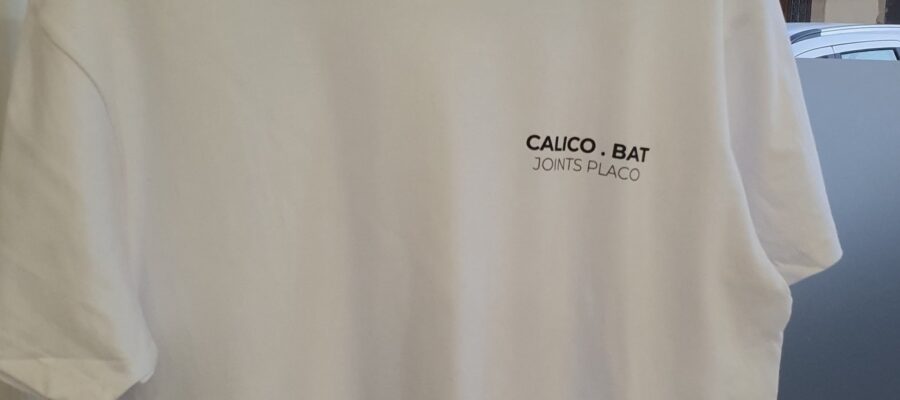 CALICO . BAT
JOINTS PLACO